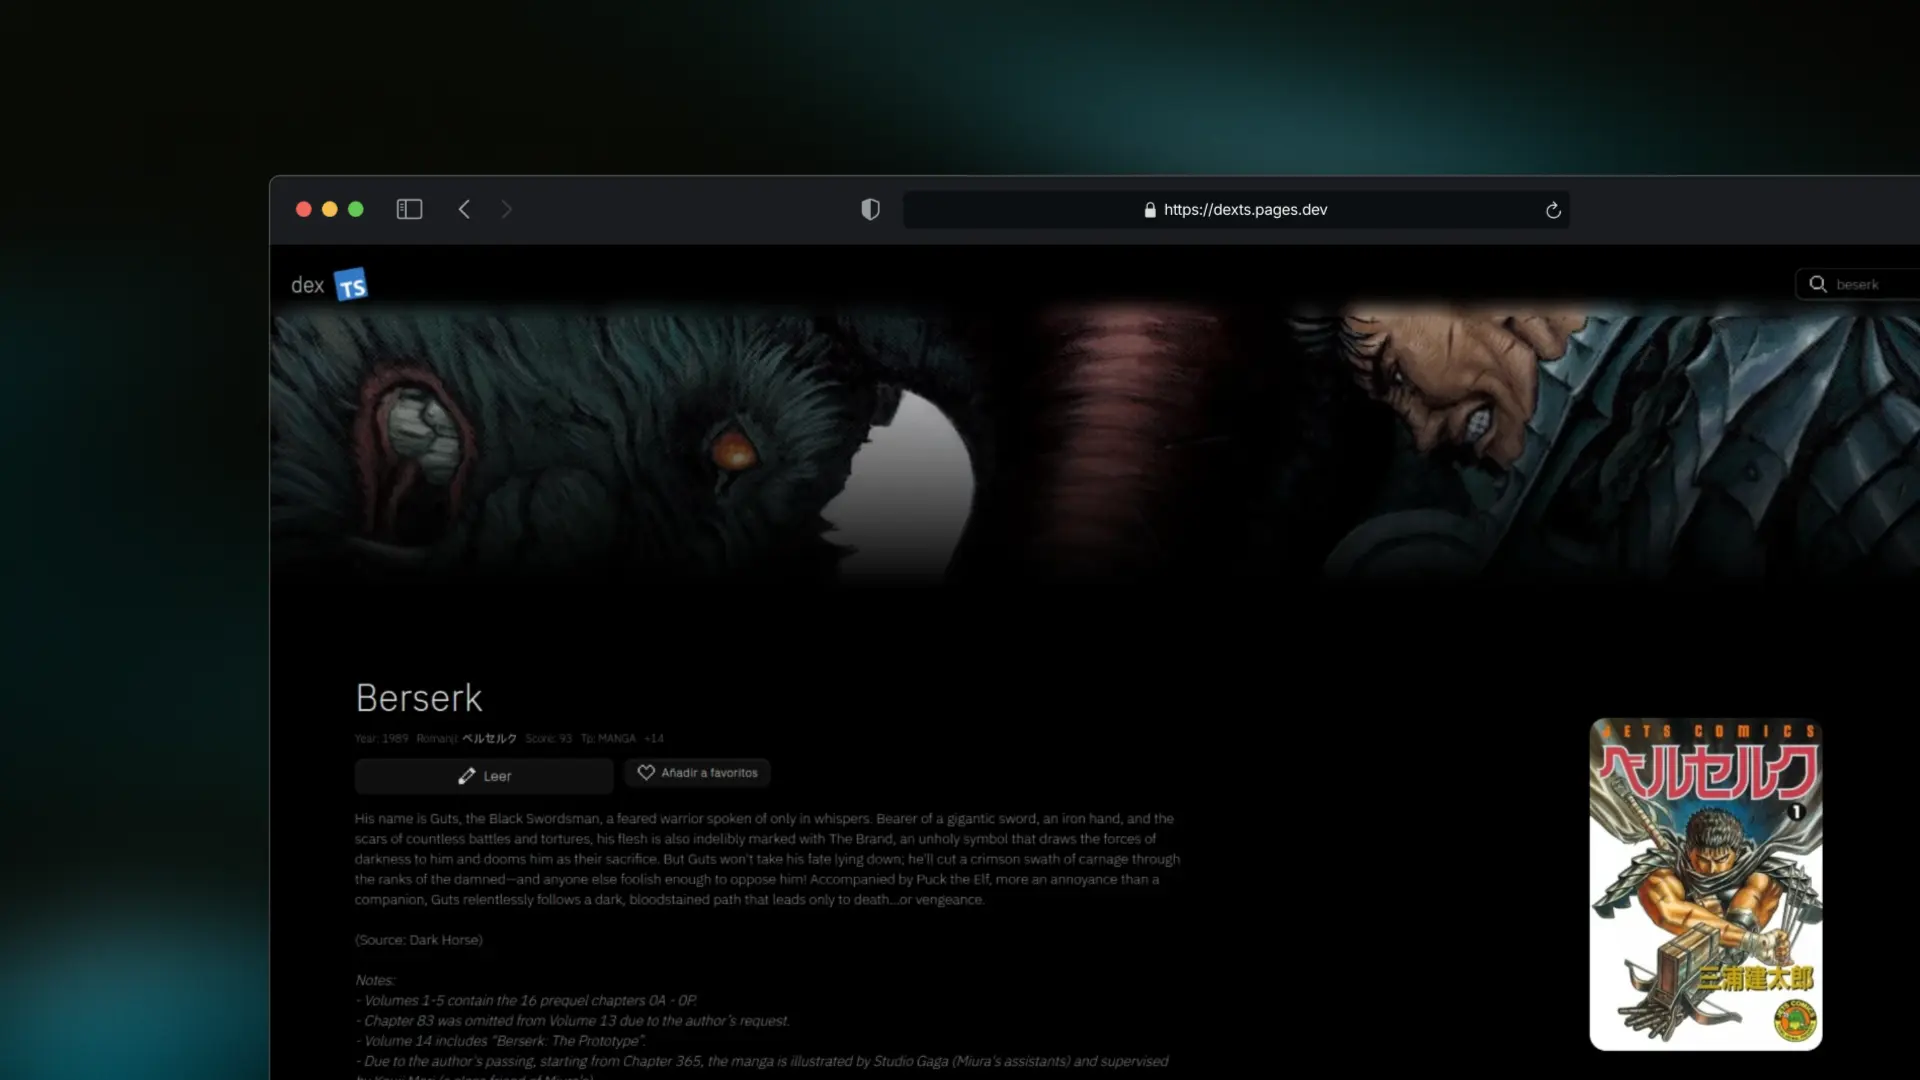 https://dexts.pages.dev
dex TS
beserk
Berserk
Year: 1989 Romanji: ベルセルク Score: 93 Tp: MANGA +14
Leer
Añadir a favoritos
His name is Guts, the Black Swordsman, a feared warrior spoken of only in whispers. Bearer of a gigantic sword, an iron hand, and the
scars of countless battles and tortures, his flesh is also indelibly marked with The Brand, an unholy symbol that draws the forces of
darkness to him and dooms him as their sacrifice. But Guts won't take his fate lying down; he'll cut a crimson swath of carnage through
the ranks of the damned—and anyone else foolish enough to oppose him! Accompanied by Puck the Elf, more an annoyance than a
companion, Guts relentlessly follows a dark, bloodstained path that leads only to death...or vengeance.
(Source: Dark Horse)
Notes:
- Volumes 1-5 contain the 16 prequel chapters 0A - 0P.
- Chapter 83 was omitted from Volume 13 due to the author's request.
- Volume 14 includes "Berserk: The Prototype".
- Due to the author's passing, starting from Chapter 365, the manga is illustrated by Studio Gaga (Miura's assistants) and supervised
JETS COMICS
ベルセルク
1
三浦建太郎